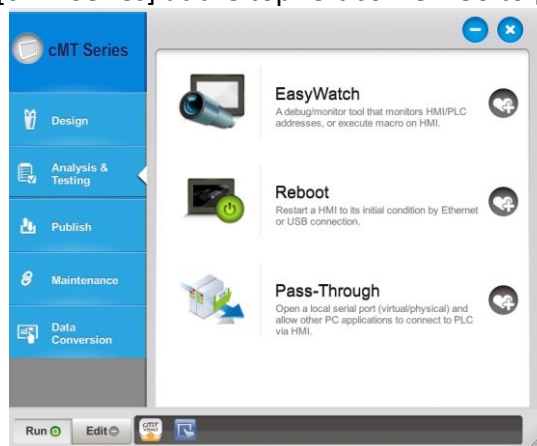 cMT Series
Design
Analysis &
Testing
Publish
Maintenance
Data
Conversion
EasyWatch
A debug/monitor tool that monitors HMI/PLC
addresses, or execute macro on HMI.
Reboot
Restart a HMI to its initial condition by Ethernet
or USB connection.
Pass-Through
Open a local serial port (virtual/physical) and
allow other PC applications to connect to PLC
via HMI.
Run
Edit
cMT
viewer